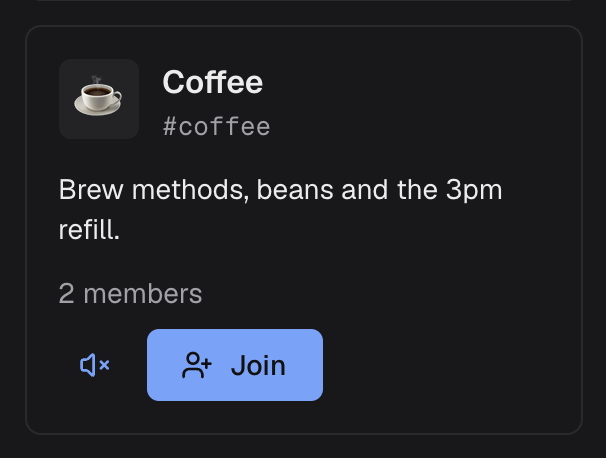 Coffee
#coffee
Brew methods, beans and the 3pm
refill.
2 members
Join